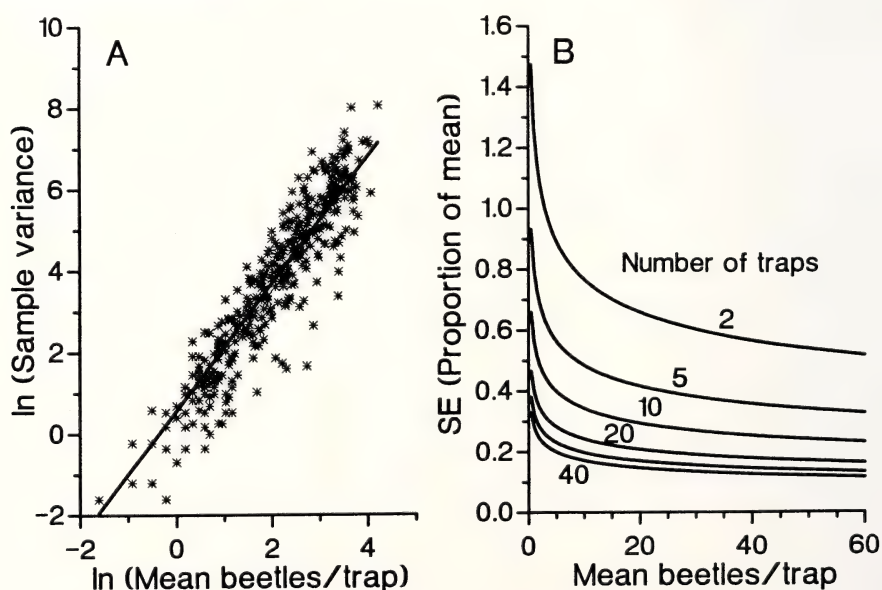 A
10
8
6
4
2
0
−2
−2 0 2 4
ln (Sample variance)
ln (Mean beetles/trap)
B
1.6
1.4
1.2
1.0
0.8
0.6
0.4
0.2
0.0
0 20 40 60
SE (Proportion of mean)
Mean beetles/trap
Number of traps
2
5
10
20
40